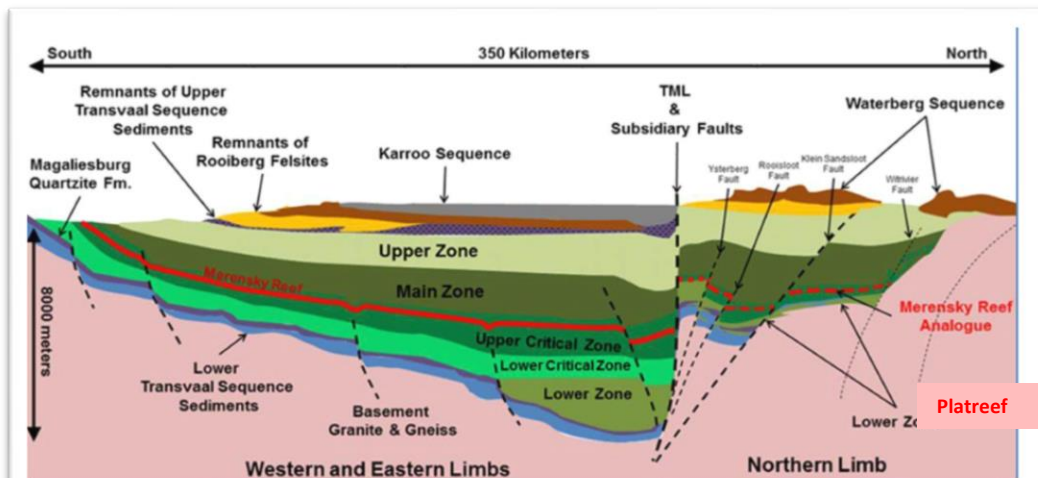 South
350 Kilometers
North
Remnants of Upper
Transvaal Sequence
Sediments
Remnants of
Rooiberg Felsites
Karroo Sequence
TML
&
Subsidiary Faults
Waterberg Sequence
Magaliesburg
Quartzite Fm.
Ysterberg
Fault
Rooisloot
Fault
Klein Sandsloot
Fault
Witrivier
Fault
Upper Zone
Merensky Reef
Main Zone
8000 meters
Upper Critical Zone
Lower Critical Zone
Lower Zone
Merensky Reef
Analogue
Lower
Transvaal Sequence
Sediments
Basement
Granite & Gneiss
Lower
Platreef
Western and Eastern Limbs
Northern Limb